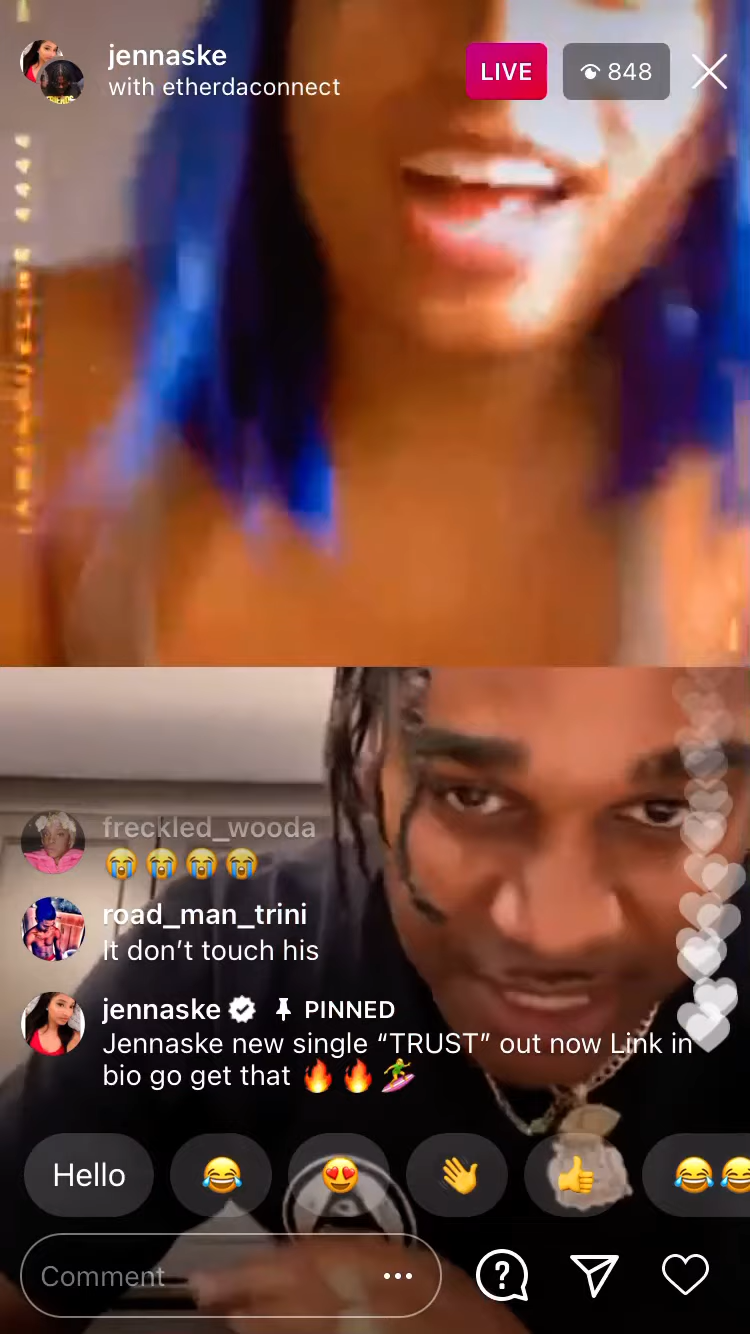 jennaske
with etherdaconnect
LIVE
848
freckled_wooda
😭😭😭😭
road_man_trini
It don’t touch his
jennaske PINNED
Jennaske new single “TRUST” out now Link in
bio go get that 🔥🔥🏄‍♀️
Hello
😂
😍
👋
👍
😂😂
Comment